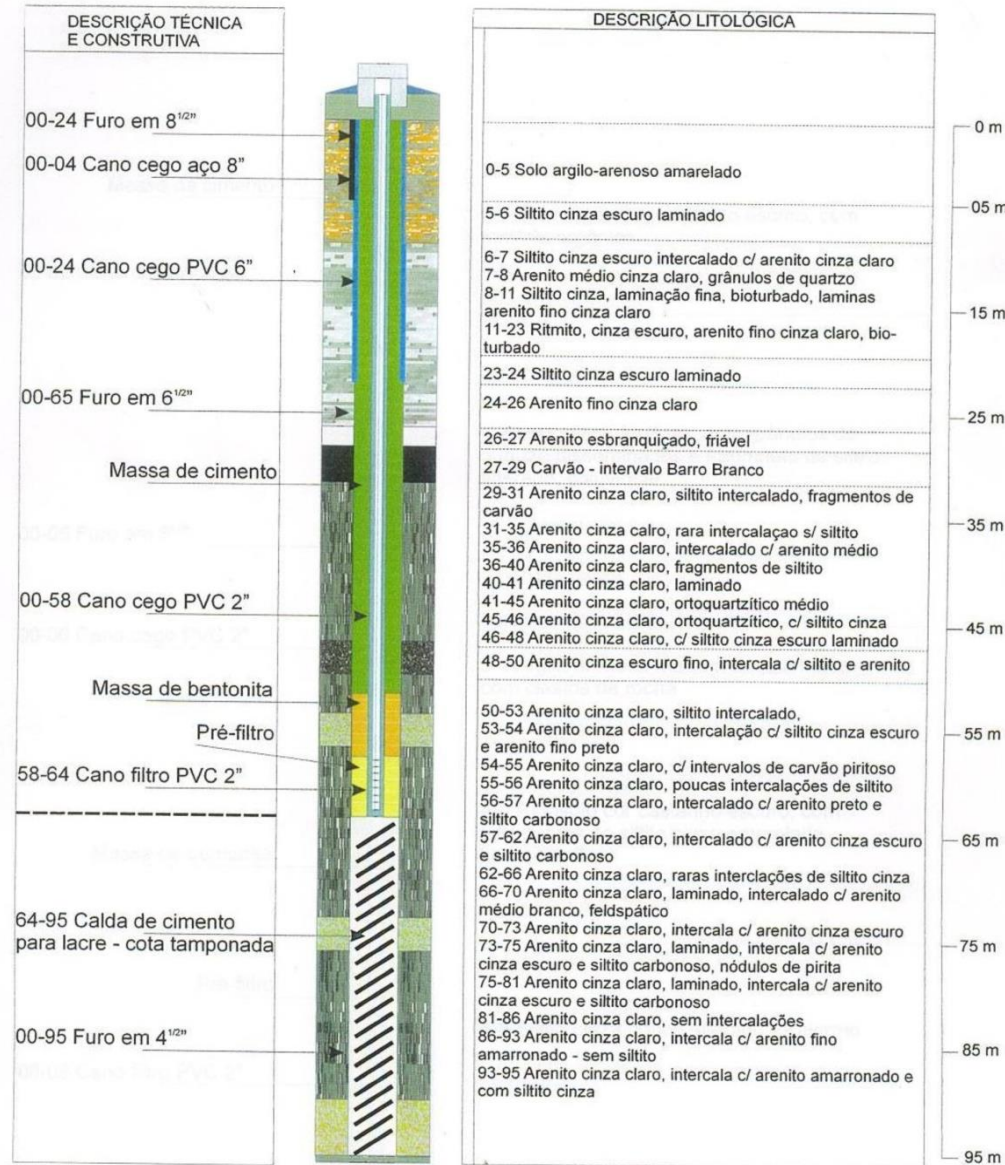 DESCRIÇÃO TÉCNICA
E CONSTRUTIVA
00-24 Furo em 8¹/²"
00-04 Cano cego aço 8"
00-24 Cano cego PVC 6"
00-65 Furo em 6¹/²"
Massa de cimento
00-58 Cano cego PVC 2"
Massa de bentonita
Pré-filtro
58-64 Cano filtro PVC 2"
64-95 Calda de cimento
para lacre - cota tamponada
00-95 Furo em 4¹/²"
DESCRIÇÃO LITOLÓGICA
0-5 Solo argilo-arenoso amarelado
5-6 Siltito cinza escuro laminado
6-7 Siltito cinza escuro intercalado c/ arenito cinza claro
7-8 Arenito médio cinza claro, grânulos de quartzo
8-11 Siltito cinza, laminação fina, bioturbado, laminas
arenito fino cinza claro
11-23 Ritmito, cinza escuro, arenito fino cinza claro, bio-
turbado
23-24 Siltito cinza escuro laminado
24-26 Arenito fino cinza claro
26-27 Arenito esbranquiçado, friável
27-29 Carvão - intervalo Barro Branco
29-31 Arenito cinza claro, siltito intercalado, fragmentos de
carvão
31-35 Arenito cinza calro, rara intercalaçao s/ siltito
35-36 Arenito cinza claro, intercalado c/ arenito médio
36-40 Arenito cinza claro, fragmentos de siltito
40-41 Arenito cinza claro, laminado
41-45 Arenito cinza claro, ortoquartzítico médio
45-46 Arenito cinza claro, ortoquartzítico, c/ siltito cinza
46-48 Arenito cinza claro, c/ siltito cinza escuro laminado
48-50 Arenito cinza escuro fino, intercala c/ siltito e arenito
50-53 Arenito cinza claro, siltito intercalado,
53-54 Arenito cinza claro, intercalação c/ siltito cinza escuro
e arenito fino preto
54-55 Arenito cinza claro, c/ intervalos de carvão piritoso
55-56 Arenito cinza claro, poucas intercalações de siltito
56-57 Arenito cinza claro, intercalado c/ arenito preto e
siltito carbonoso
57-62 Arenito cinza claro, intercalado c/ arenito cinza escuro
e siltito carbonoso
62-66 Arenito cinza claro, raras interclações de siltito cinza
66-70 Arenito cinza claro, laminado, intercalado c/ arenito
médio branco, feldspático
70-73 Arenito cinza claro, intercala c/ arenito cinza escuro
73-75 Arenito cinza claro, laminado, intercala c/ arenito
cinza escuro e siltito carbonoso, nódulos de pirita
75-81 Arenito cinza claro, laminado, intercala c/ arenito
cinza escuro e siltito carbonoso
81-86 Arenito cinza claro, sem intercalações
86-93 Arenito cinza claro, intercala c/ arenito fino
amarronado - sem siltito
93-95 Arenito cinza claro, intercala c/ arenito amarronado e
com siltito cinza
0 m
05 m
15 m
25 m
35 m
45 m
55 m
65 m
75 m
85 m
95 m